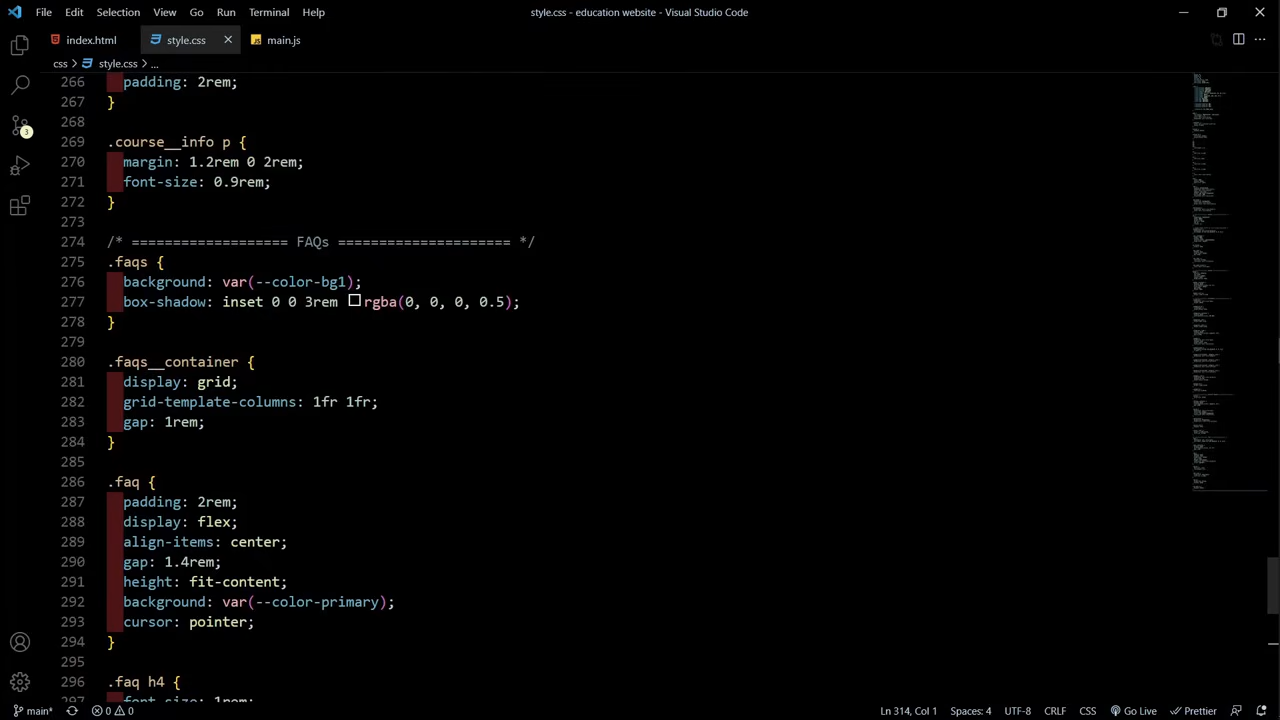 File Edit Selection View Go Run Terminal Help
style.css - education website - Visual Studio Code
index.html style.css main.js
css > style.css > ...
266 padding: 2rem;
267 }
268
269 .course__info p {
270 margin: 1.2rem 0 2rem;
271 font-size: 0.9rem;
272 }
273
274 /* =================== FAQs ====================== */
275 .faqs {
276 background: var(--color-bg1);
277 box-shadow: inset 0 0 3rem rgba(0, 0, 0, 0.5);
278 }
279
280 .faqs__container {
281 display: grid;
282 grid-template-columns: 1fr 1fr;
283 gap: 1rem;
284 }
285
286 .faq {
287 padding: 2rem;
288 display: flex;
289 align-items: center;
290 gap: 1.4rem;
291 height: fit-content;
292 background: var(--color-primary);
293 cursor: pointer;
294 }
295
296 .faq h4 {
297 font-size: 1rem;
3
main* 0 0 Ln 314, Col 1 Spaces: 4 UTF-8 CRLF CSS Go Live Prettier